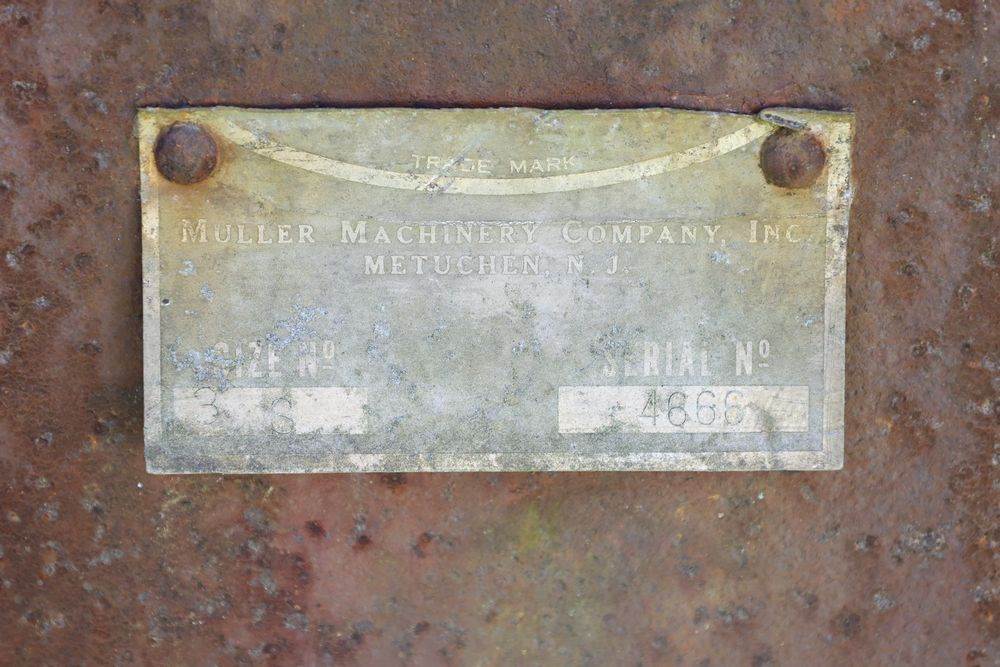 TRADE MARK
MULLER MACHINERY COMPANY, INC.
METUCHEN, N. J.
SIZE Nº SERIAL Nº
3 S 4666